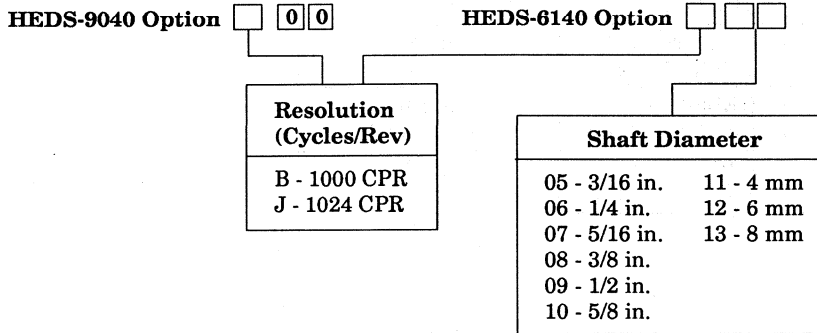 HEDS-9040 Option 0 0
HEDS-6140 Option
Resolution
(Cycles/Rev)
B - 1000 CPR
J - 1024 CPR
Shaft Diameter
05 - 3/16 in. 11 - 4 mm
06 - 1/4 in. 12 - 6 mm
07 - 5/16 in. 13 - 8 mm
08 - 3/8 in.
09 - 1/2 in.
10 - 5/8 in.